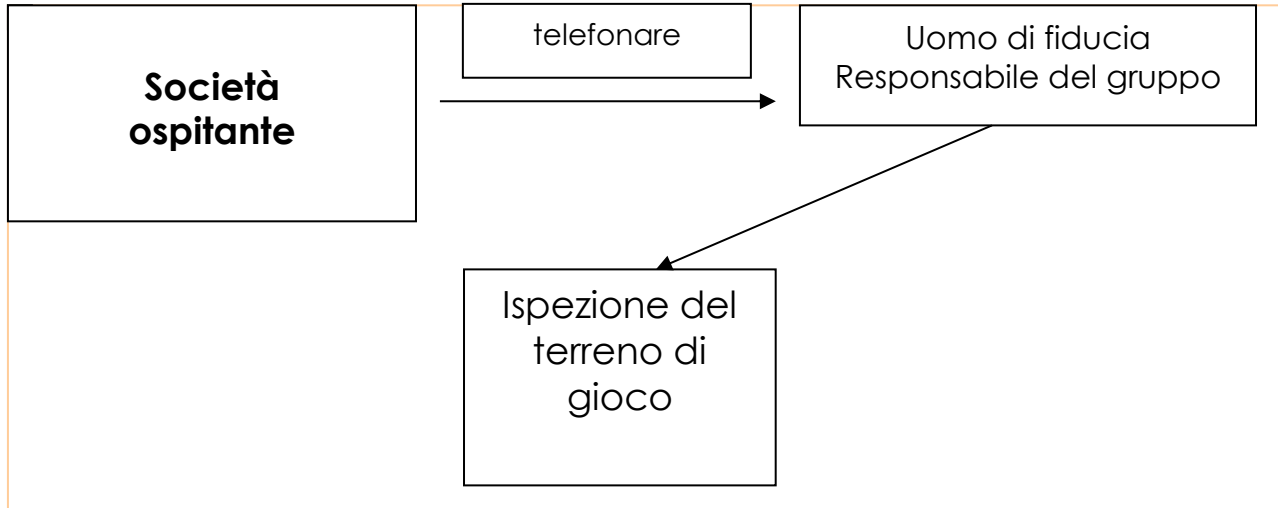 Società
ospitante
telefonare
Uomo di fiducia
Responsabile del gruppo
Ispezione del
terreno di
gioco